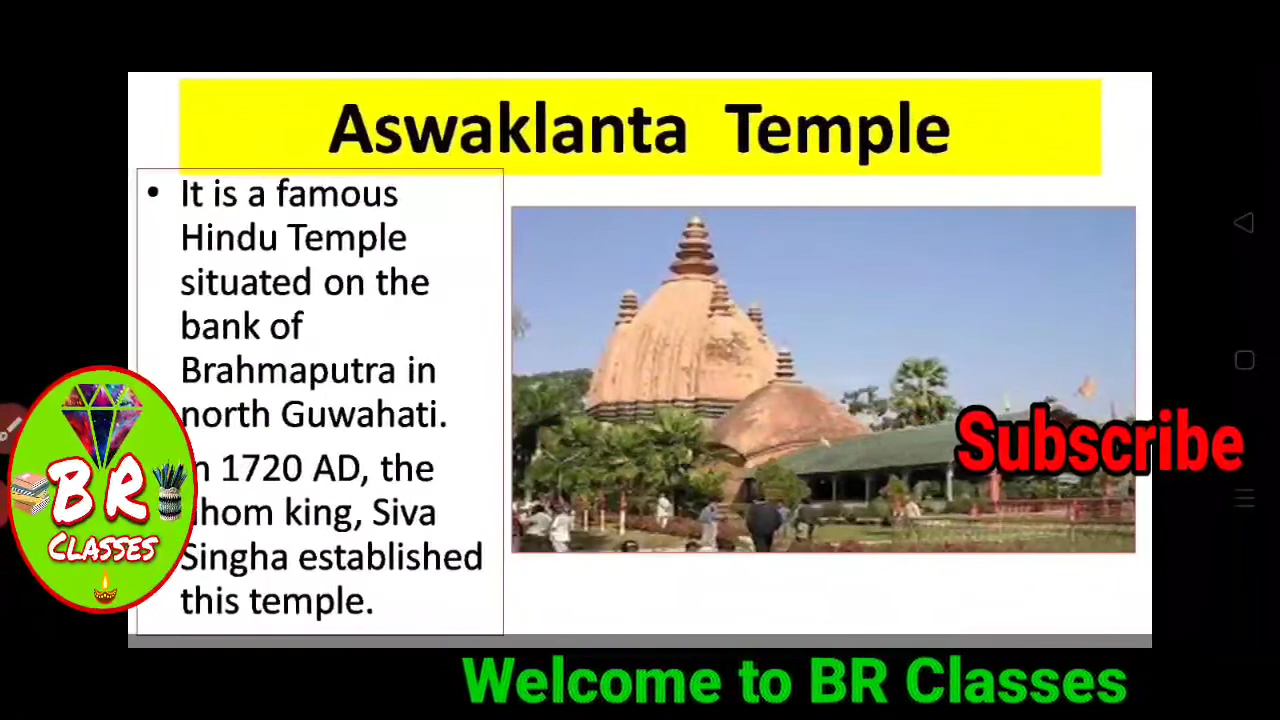 Aswaklanta Temple
• It is a famous
Hindu Temple
situated on the
bank of
Brahmaputra in
north Guwahati.
1720 AD, the
king, Siva
Singha established
this temple.
BR
CLASSES
Subscribe
Welcome to BR Classes